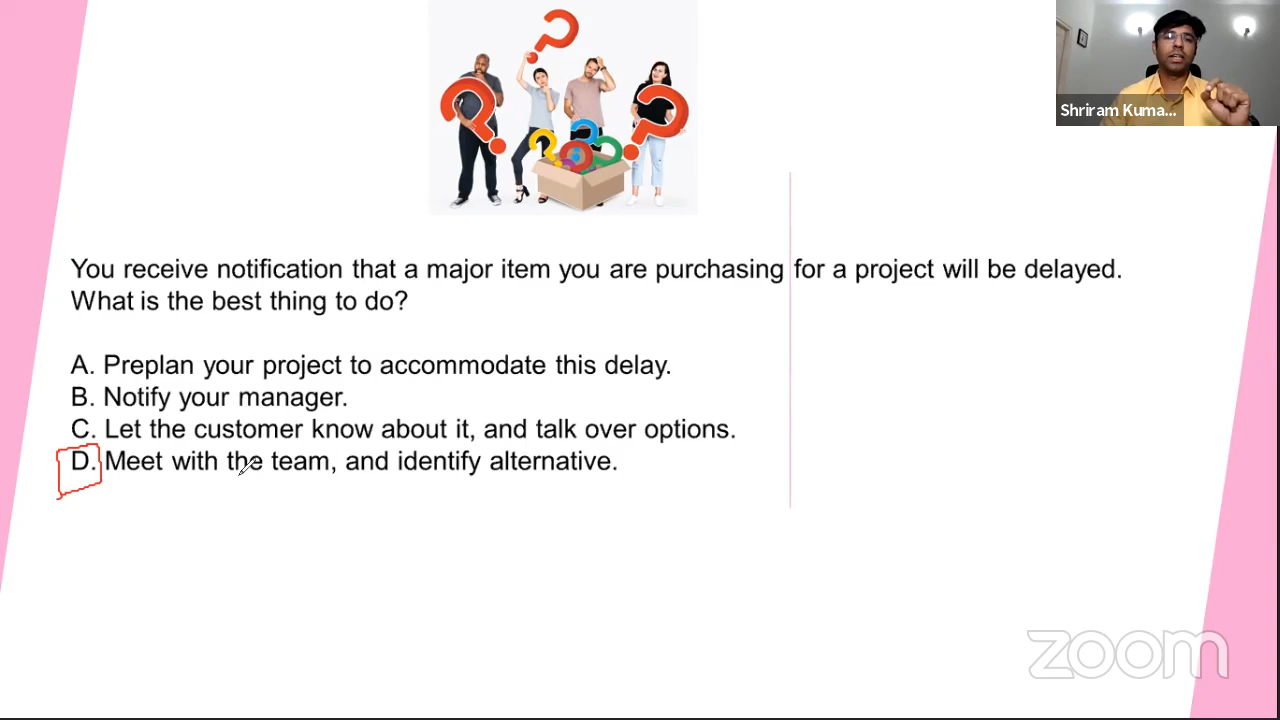 Shriram Kuma...
You receive notification that a major item you are purchasing for a project will be delayed.
What is the best thing to do?
A. Preplan your project to accommodate this delay.
B. Notify your manager.
C. Let the customer know about it, and talk over options.
D. Meet with the team, and identify alternative.
zoom